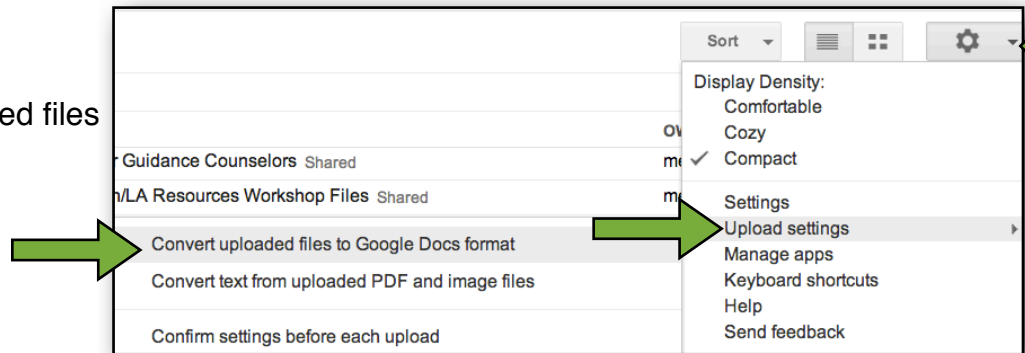 Sort
Display Density:
Comfortable
ed files
Cozy
Guidance Counselors Shared
Compact
/LA Resources Workshop Files Shared
Settings
Convert uploaded files to Google Docs format
Upload settings
Convert text from uploaded PDF and image files
Manage apps
Keyboard shortcuts
Help
Confirm settings before each upload
Send feedback